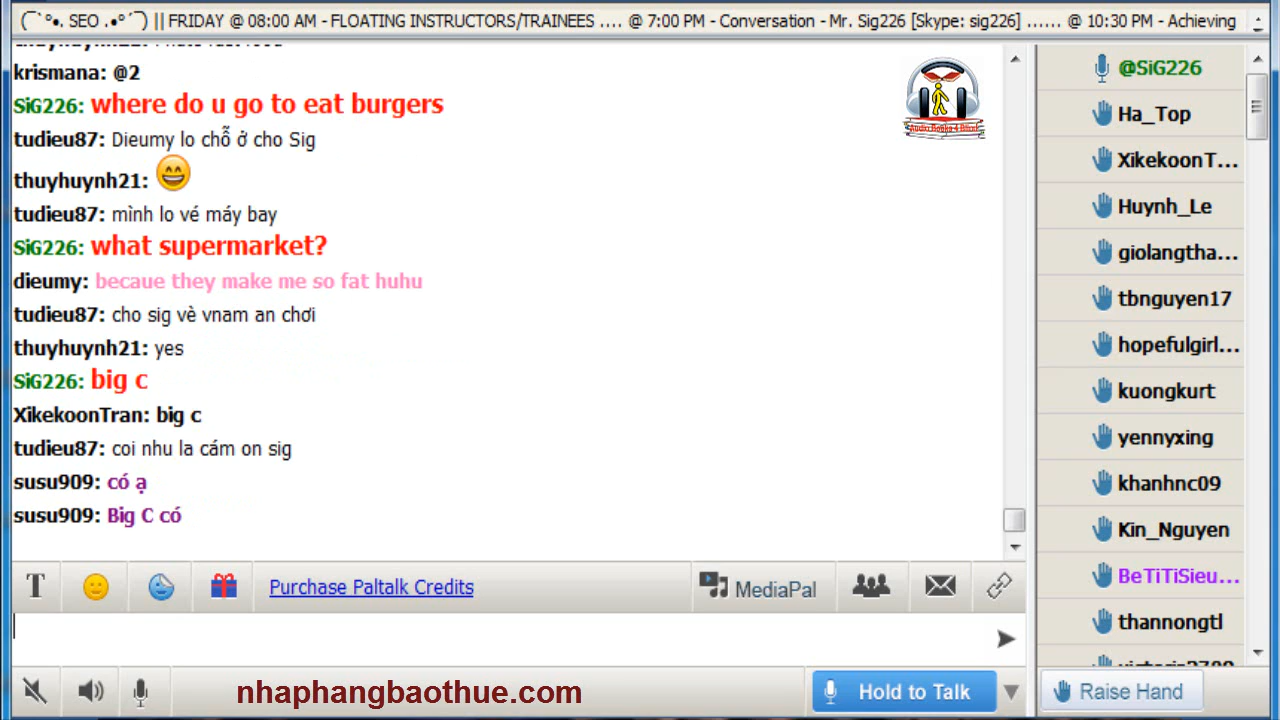 (¯`°•. SEO .•°´¯) || FRIDAY @ 08:00 AM - FLOATING INSTRUCTORS/TRAINEES .... @ 7:00 PM - Conversation - Mr. Sig226 [Skype: sig226] ...... @ 10:30 PM - Achieving
krismana: @2
SiG226: where do u go to eat burgers
tudieu87: Dieumy lo chỗ ở cho Sig
thuyhuynh21:
tudieu87: mình lo vé máy bay
SiG226: what supermarket?
dieumy: becaue they make me so fat huhu
tudieu87: cho sig vè vnam an chơi
thuyhuynh21: yes
SiG226: big c
XikekoonTran: big c
tudieu87: coi nhu la cám on sig
susu909: có ạ
susu909: Big C có
Audio Books 4 Blind
@SiG226
Ha_Top
XikekoonT...
Huynh_Le
giolangtha...
tbnguyen17
hopefulgirl...
kuongkurt
yennyxing
khanhnc09
Kin_Nguyen
BeTiTiSieu...
thannongtl
T
Purchase Paltalk Credits
MediaPal
nhaphangbaothue.com
Hold to Talk
Raise Hand